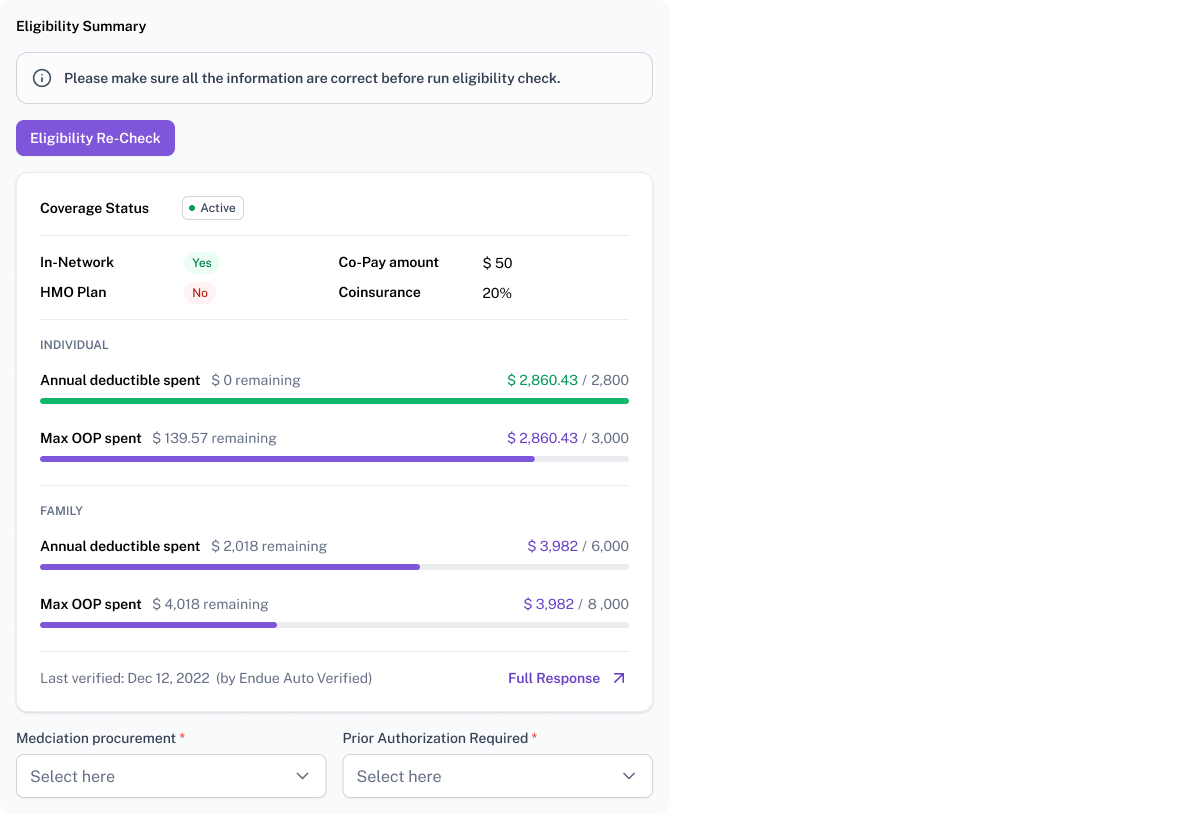 Eligibility Summary
Please make sure all the information are correct before run eligibility check.
Eligibility Re-Check
Coverage Status Active
In-Network Yes Co-Pay amount $ 50
HMO Plan No Coinsurance 20%
INDIVIDUAL
Annual deductible spent $ 0 remaining $ 2,860.43 / 2,800
Max OOP spent $ 139.57 remaining $ 2,860.43 / 3,000
FAMILY
Annual deductible spent $ 2,018 remaining $ 3,982 / 6,000
Max OOP spent $ 4,018 remaining $ 3,982 / 8 ,000
Last verified: Dec 12, 2022 (by Endue Auto Verified) Full Response
Medciation procurement * Prior Authorization Required *
Select here Select here